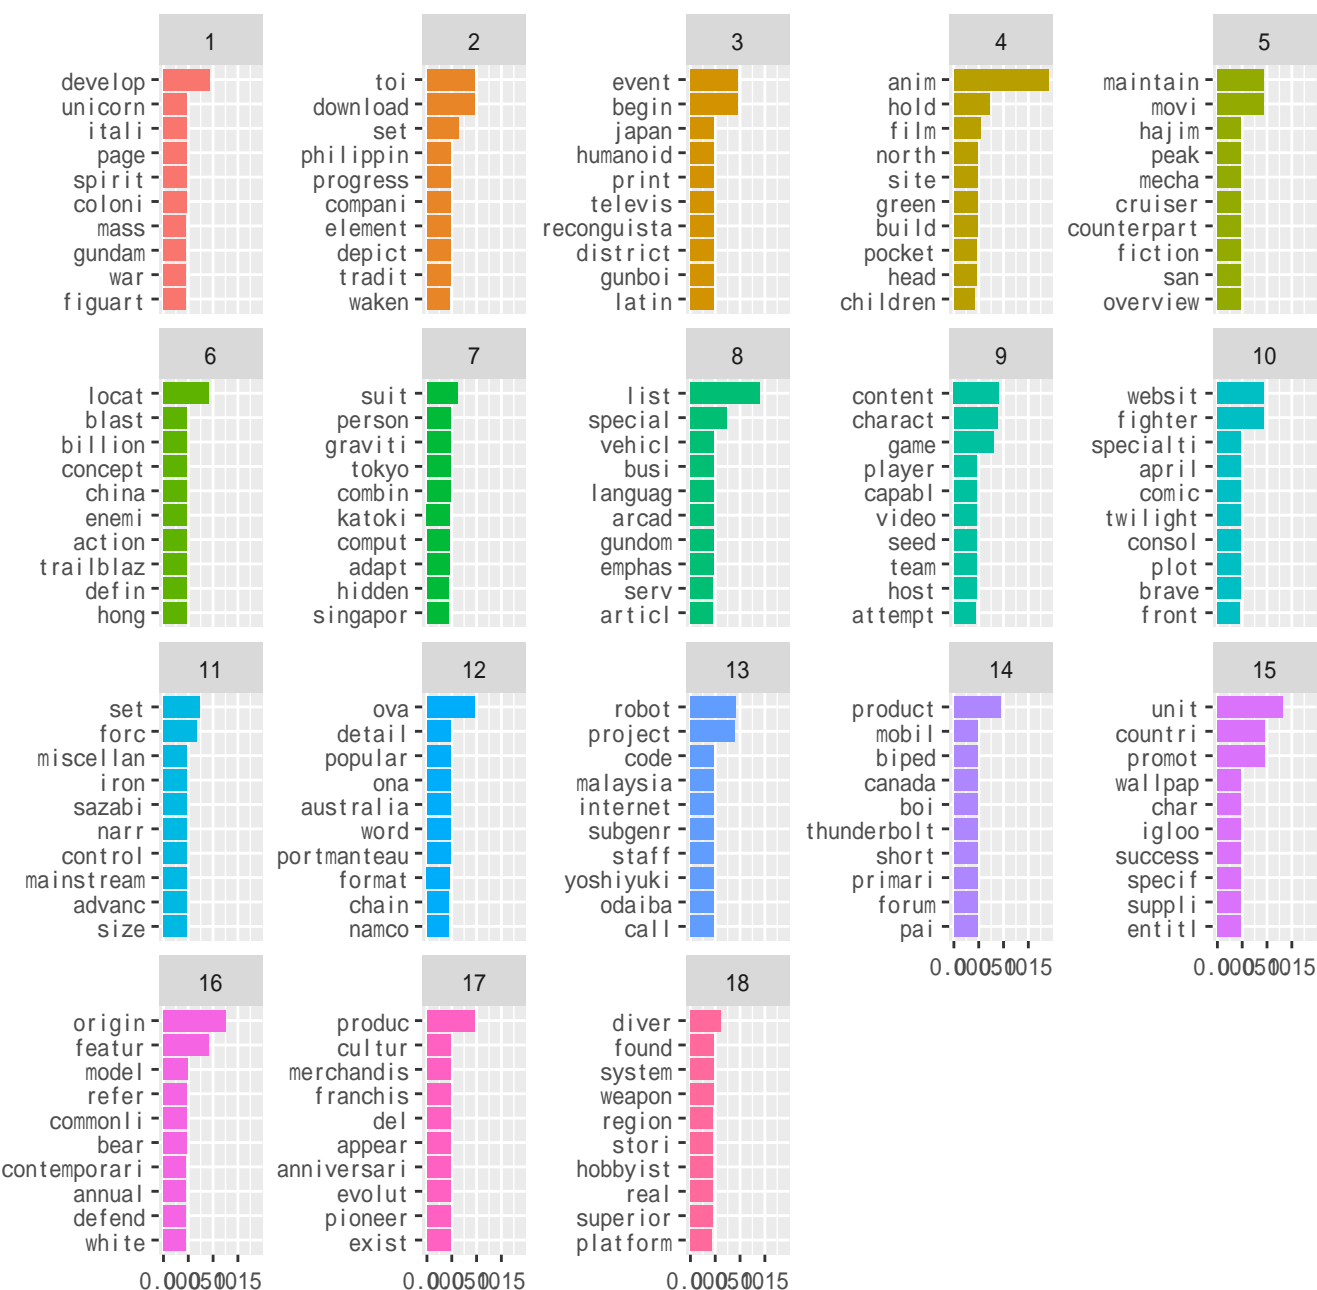 1
develop
unicorn
itali
page
spirit
coloni
mass
gundam
war
figuart
2
toi
download
set
philippin
progress
compani
element
depict
tradit
waken
3
event
begin
japan
humanoid
print
televis
reconguista
district
gunboi
latin
4
anim
hold
film
north
site
green
build
pocket
head
children
5
maintain
movi
hajim
peak
mecha
cruiser
counterpart
fiction
san
overview
6
locat
blast
billion
concept
china
enemi
action
trailblaz
defin
hong
7
suit
person
graviti
tokyo
combin
katoki
comput
adapt
hidden
singapor
8
list
special
vehicl
busi
languag
arcad
gundom
emphas
serv
articl
9
content
charact
game
player
capabl
video
seed
team
host
attempt
10
websit
fighter
specialti
april
comic
twilight
consol
plot
brave
front
11
set
forc
miscellan
iron
sazabi
narr
control
mainstream
advanc
size
12
ova
detail
popular
ona
australia
word
portmanteau
format
chain
namco
13
robot
project
code
malaysia
internet
subgenr
staff
yoshiyuki
odaiba
call
14
product
mobil
biped
canada
boi
thunderbolt
short
primari
forum
pai
15
unit
countri
promot
wallpap
char
igloo
success
specif
suppli
entitl
16
origin
featur
model
refer
commonli
bear
contemporari
annual
defend
white
17
produc
cultur
merchandis
franchis
del
appear
anniversari
evolut
pioneer
exist
18
diver
found
system
weapon
region
stori
hobbyist
real
superior
platform